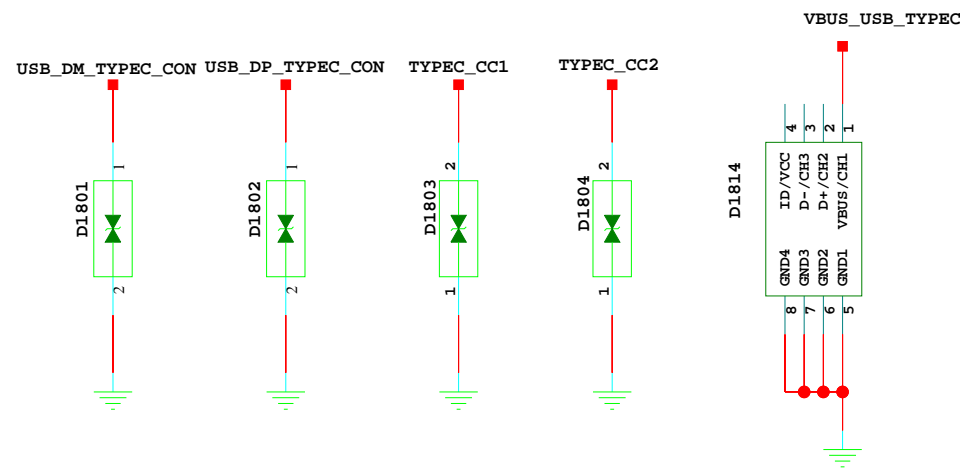 VBUS_USB_TYPEC
USB_DM_TYPEC_CON
USB_DP_TYPEC_CON
TYPEC_CC1
TYPEC_CC2
1
1
2
2
4
3
2
1
D1801
D1802
D1803
D1804
D1814
ID/VCC
D-/CH3
D+/CH2
VBUS/CH1
GND4
GND3
GND2
GND1
2
2
1
1
8
7
6
5